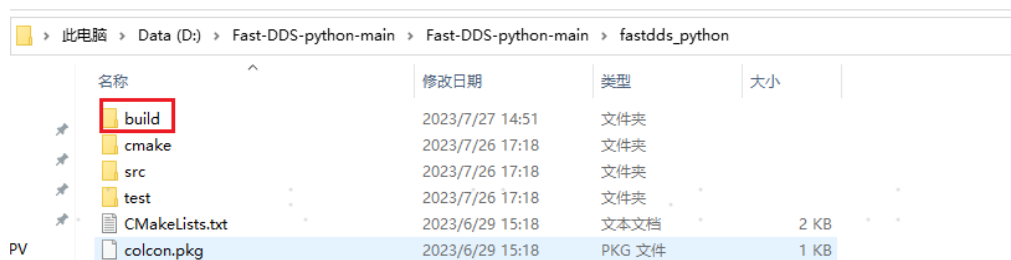 此电脑 > Data (D:) > Fast-DDS-python-main > Fast-DDS-python-main > fastdds_python
名称 修改日期 类型 大小
build 2023/7/27 14:51 文件夹
cmake 2023/7/26 17:18 文件夹
src 2023/7/26 17:18 文件夹
test 2023/7/26 17:18 文件夹
CMakeLists.txt 2023/6/29 15:18 文本文档 2 KB
PV colcon.pkg 2023/6/29 15:18 PKG 文件 1 KB